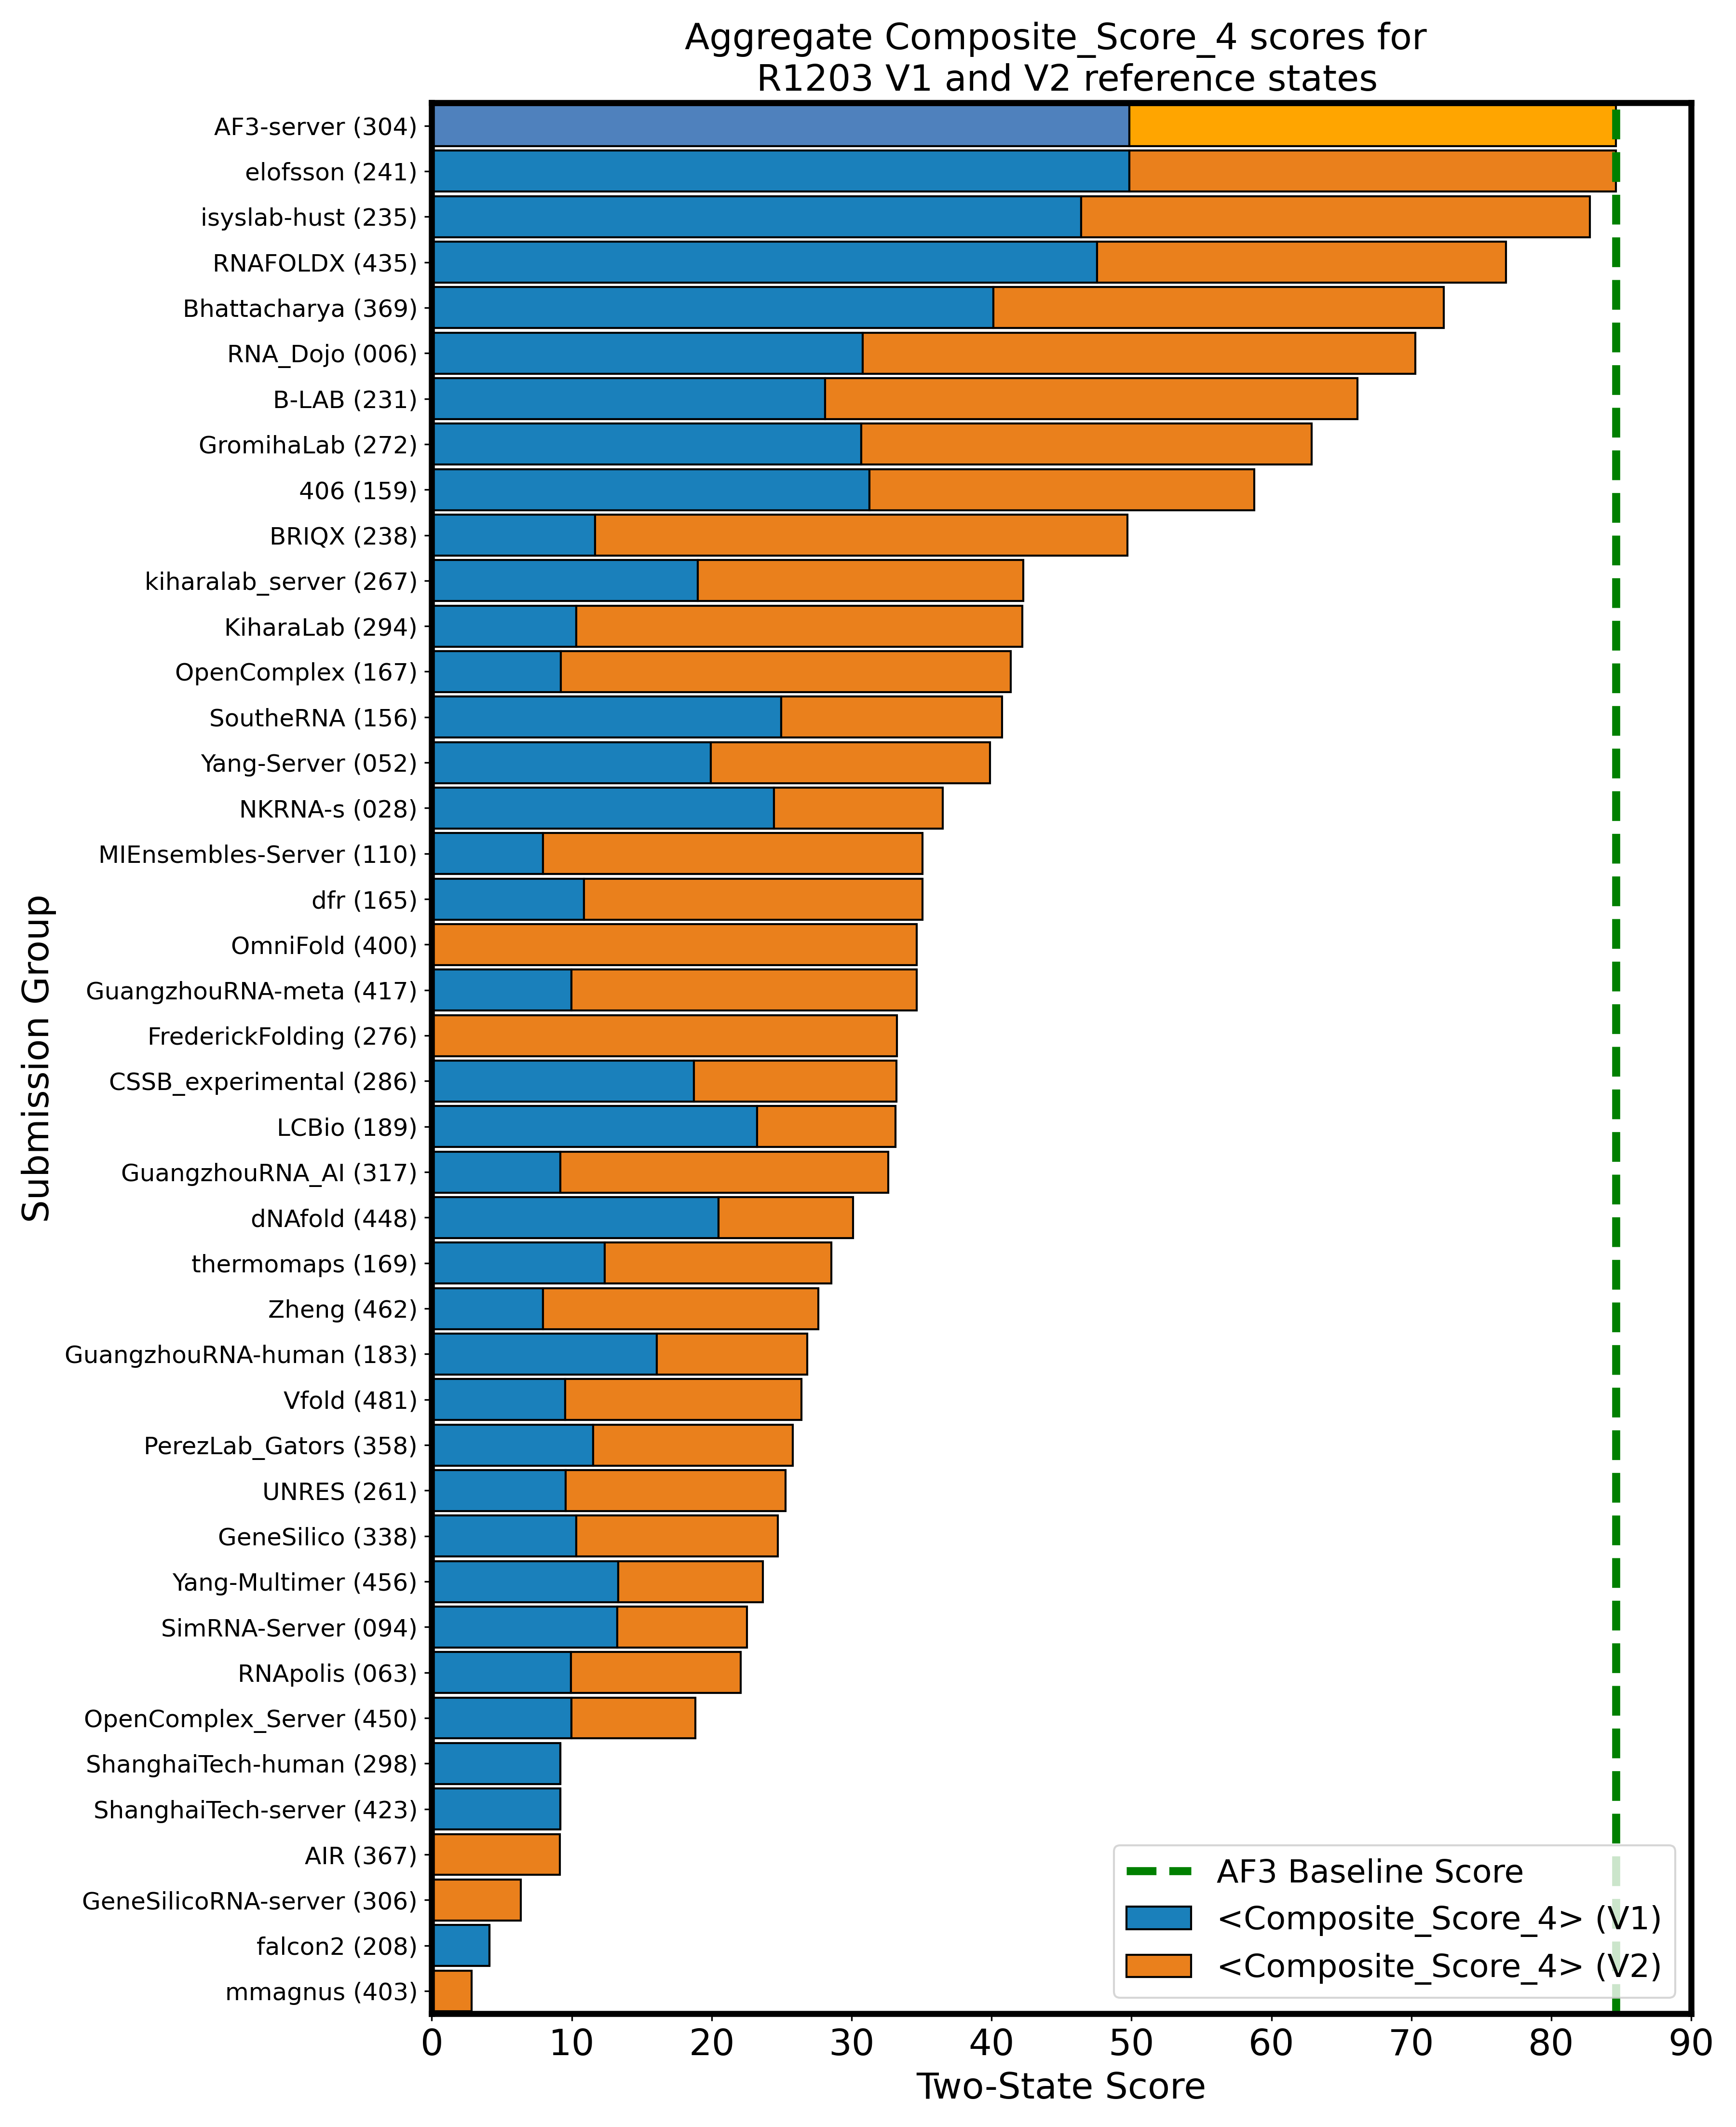 Aggregate Composite_Score_4 scores for
R1203 V1 and V2 reference states
Submission Group
AF3-server (304)
elofsson (241)
isyslab-hust (235)
RNAFOLDX (435)
Bhattacharya (369)
RNA_Dojo (006)
B-LAB (231)
GromihaLab (272)
406 (159)
BRIQX (238)
kiharalab_server (267)
KiharaLab (294)
OpenComplex (167)
SoutheRNA (156)
Yang-Server (052)
NKRNA-s (028)
MIEnsembles-Server (110)
dfr (165)
OmniFold (400)
GuangzhouRNA-meta (417)
FrederickFolding (276)
CSSB_experimental (286)
LCBio (189)
GuangzhouRNA_AI (317)
dNAfold (448)
thermomaps (169)
Zheng (462)
GuangzhouRNA-human (183)
Vfold (481)
PerezLab_Gators (358)
UNRES (261)
GeneSilico (338)
Yang-Multimer (456)
SimRNA-Server (094)
RNApolis (063)
OpenComplex_Server (450)
ShanghaiTech-human (298)
ShanghaiTech-server (423)
AIR (367)
GeneSilicoRNA-server (306)
falcon2 (208)
mmagnus (403)
AF3 Baseline Score
<Composite_Score_4> (V1)
<Composite_Score_4> (V2)
0 10 20 30 40 50 60 70 80 90
Two-State Score